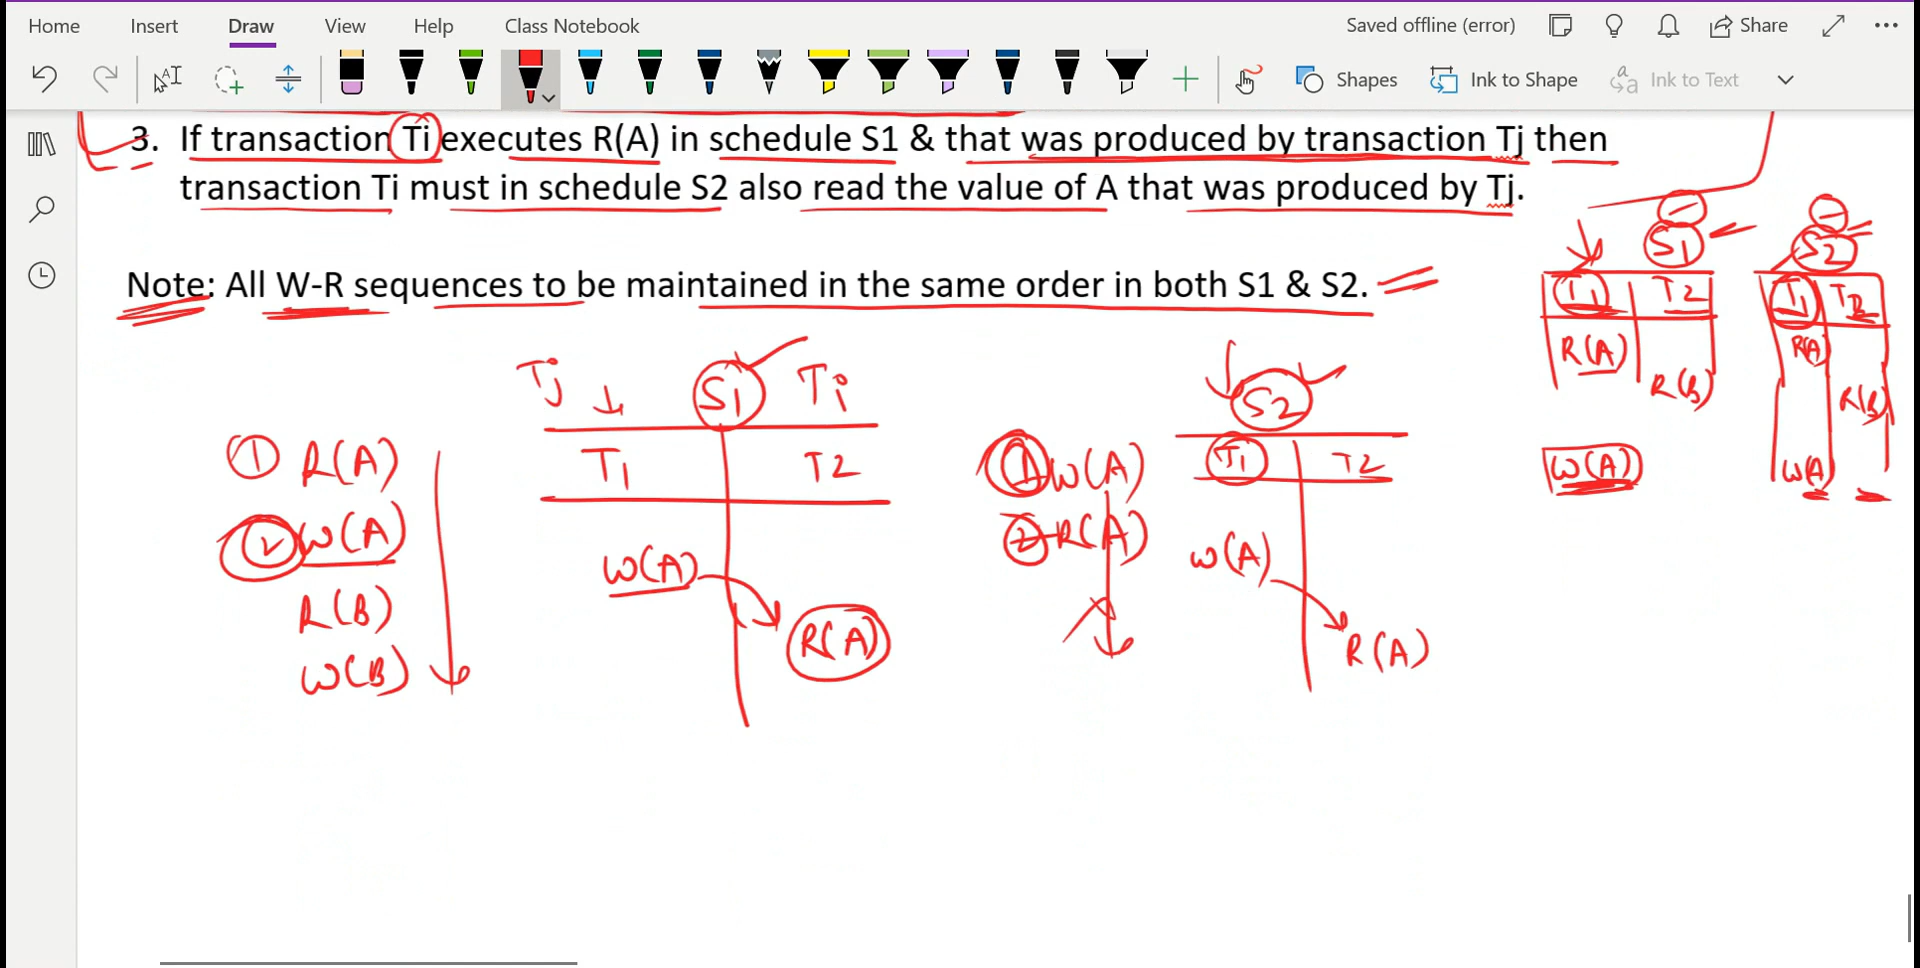 Home Insert Draw View Help Class Notebook Saved offline (error) Share
Shapes Ink to Shape Ink to Text
3. If transaction Ti executes R(A) in schedule S1 & that was produced by transaction Tj then
transaction Ti must in schedule S2 also read the value of A that was produced by Tj.
Note: All W-R sequences to be maintained in the same order in both S1 & S2.
S1 S2
T1 T2 T1 T2
R(A) R(A)
R(B) R(B)
W(A) W(A)
Tj S1 Ti S2
1 R(A) T1 T2 1 W(A) T1 T2
2 W(A) W(A) 2 R(A) W(A)
R(B) R(A) R(A)
W(B)